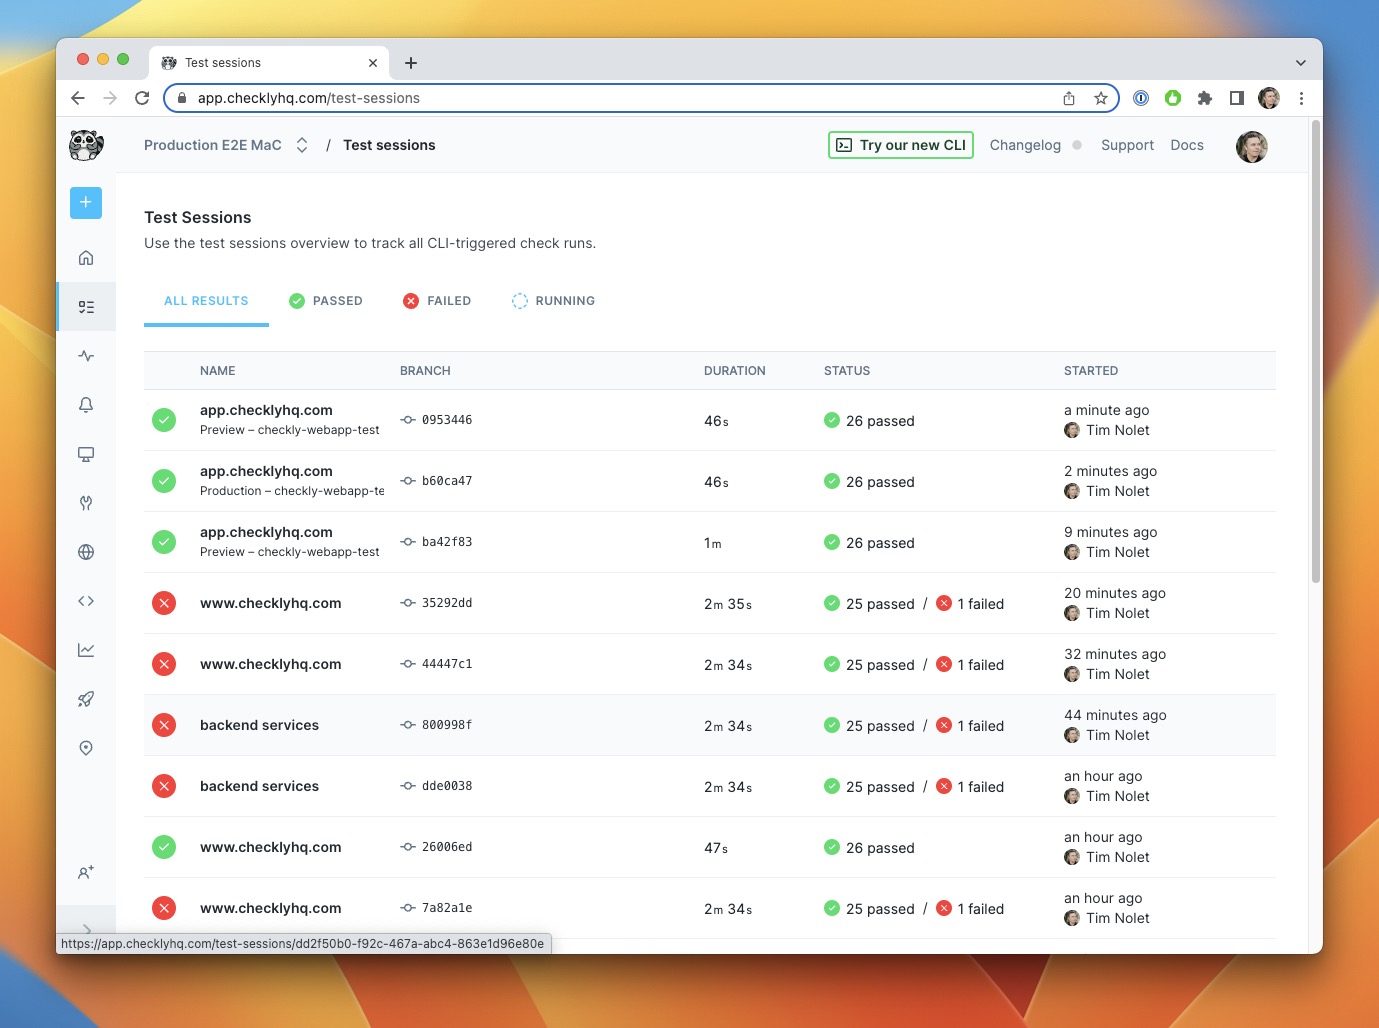 Test sessions
app.checklyhq.com/test-sessions
Production E2E MaC / Test sessions
Try our new CLI
Changelog
Support
Docs
Test Sessions
Use the test sessions overview to track all CLI-triggered check runs.
ALL RESULTS
PASSED
FAILED
RUNNING
NAME BRANCH DURATION STATUS STARTED
app.checklyhq.com
Preview – checkly-webapp-test
0953446
46s
26 passed
a minute ago
Tim Nolet
app.checklyhq.com
Production – checkly-webapp-te
b60ca47
46s
26 passed
2 minutes ago
Tim Nolet
app.checklyhq.com
Preview – checkly-webapp-test
ba42f83
1m
26 passed
9 minutes ago
Tim Nolet
www.checklyhq.com
35292dd
2m 35s
25 passed / 1 failed
20 minutes ago
Tim Nolet
www.checklyhq.com
44447c1
2m 34s
25 passed / 1 failed
32 minutes ago
Tim Nolet
backend services
800998f
2m 34s
25 passed / 1 failed
44 minutes ago
Tim Nolet
backend services
dde0038
2m 34s
25 passed / 1 failed
an hour ago
Tim Nolet
www.checklyhq.com
26006ed
47s
26 passed
an hour ago
Tim Nolet
www.checklyhq.com
7a82a1e
2m 34s
25 passed / 1 failed
an hour ago
Tim Nolet
https://app.checklyhq.com/test-sessions/dd2f50b0-f92c-467a-abc4-863e1d96e80e